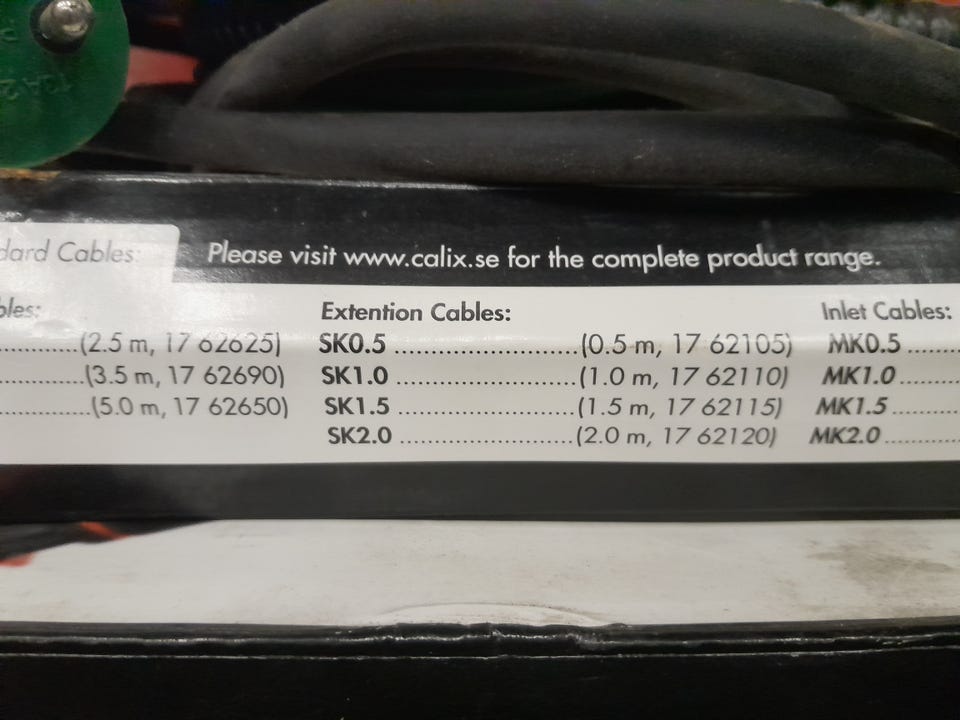 dard Cables:
Please visit www.calix.se for the complete product range.
bles:
(2.5 m, 17 62625)
(3.5 m, 17 62690)
(5.0 m, 17 62650)
Extention Cables:
SK0.5 ............................(0.5 m, 17 62105)
SK1.0 ............................(1.0 m, 17 62110)
SK1.5 ............................(1.5 m, 17 62115)
SK2.0 ............................(2.0 m, 17 62120)
Inlet Cables:
MK0.5
MK1.0
MK1.5
MK2.0